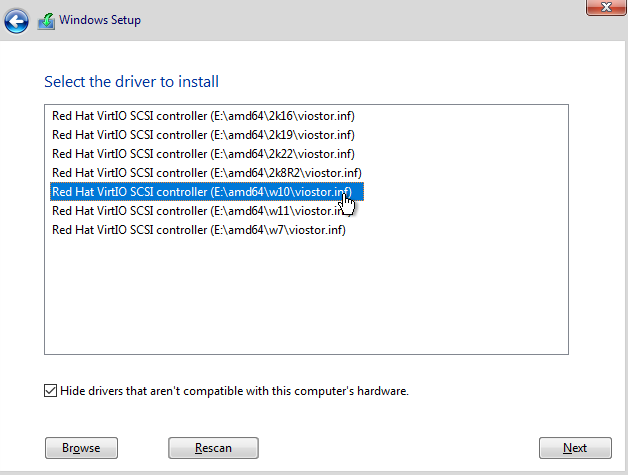 Windows Setup
Select the driver to install
Red Hat VirtIO SCSI controller (E:\amd64\2k16\viostor.inf)
Red Hat VirtIO SCSI controller (E:\amd64\2k19\viostor.inf)
Red Hat VirtIO SCSI controller (E:\amd64\2k22\viostor.inf)
Red Hat VirtIO SCSI controller (E:\amd64\2k8R2\viostor.inf)
Red Hat VirtIO SCSI controller (E:\amd64\w10\viostor.inf)
Red Hat VirtIO SCSI controller (E:\amd64\w11\viostor.inf)
Red Hat VirtIO SCSI controller (E:\amd64\w7\viostor.inf)
Hide drivers that aren't compatible with this computer's hardware.
Browse Rescan Next